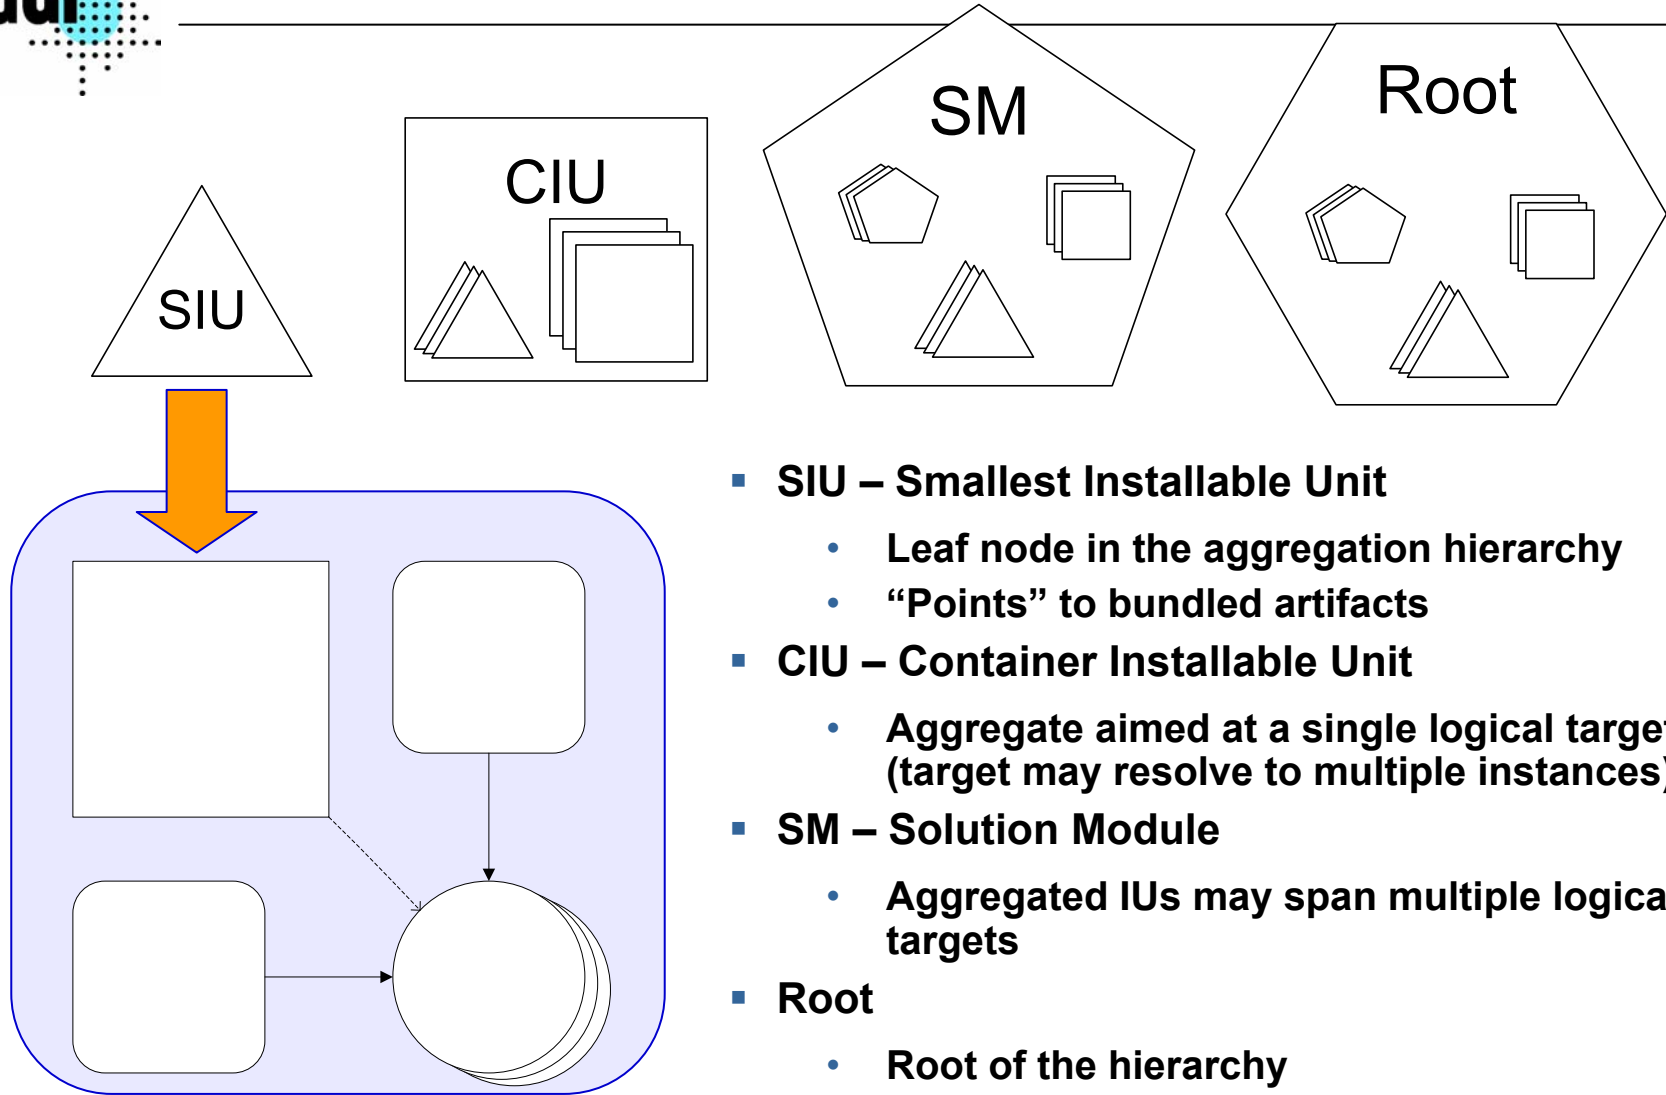 SM
Root
CIU
SIU
▪ SIU – Smallest Installable Unit
• Leaf node in the aggregation hierarchy
• “Points” to bundled artifacts
▪ CIU – Container Installable Unit
• Aggregate aimed at a single logical target
(target may resolve to multiple instances)
▪ SM – Solution Module
• Aggregated IUs may span multiple logica
targets
▪ Root
• Root of the hierarchy